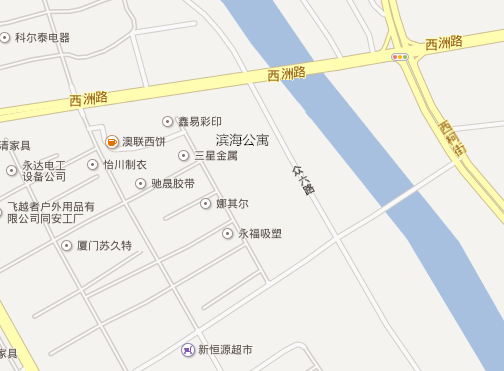 科尔泰电器
西洲路
西洲路
西洲路
鑫易彩印
滨海公寓
西柯街
清家具
澳联西饼
三星金属
永达电工
设备公司
怡川制衣
众六路
驰晟胶带
飞越者户外用品有
限公司同安工厂
娜其尔
永福吸塑
厦门苏久特
新恒源超市
家具